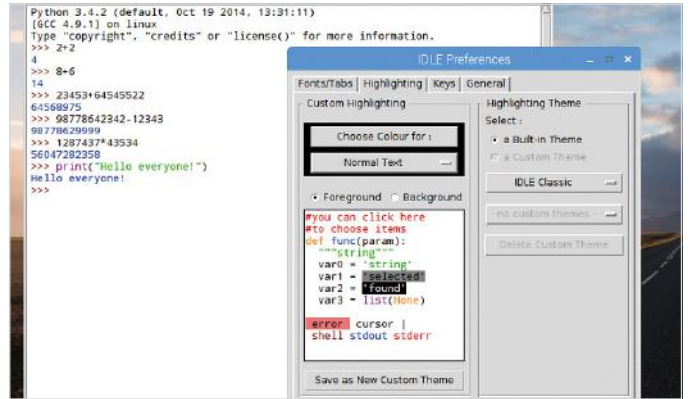 Python 3.4.2 (default, Oct 19 2014, 13:31:11)
[GCC 4.9.1] on linux
Type "copyright", "credits" or "license()" for more information.
>>> 2+2
4
>>> 8+6
14
>>> 23453+64545522
64568975
>>> 98778642342-12343
98778629999
>>> 1287437*43534
56047282358
>>> print("Hello everyone!")
Hello everyone!
>>>
IDLE Preferences
Fonts/Tabs Highlighting Keys General
Custom Highlighting
Choose Colour for :
Normal Text
Foreground Background
#you can click here
#to choose items
def func(param):
"""string"""
var0 = 'string'
var1 = 'selected'
var2 = 'found'
var3 = list(None)
error cursor |
shell stdout stderr
Save as New Custom Theme
Highlighting Theme
Select :
a Built-in Theme
a Custom Theme
IDLE Classic
- no custom themes -
Delete Custom Theme